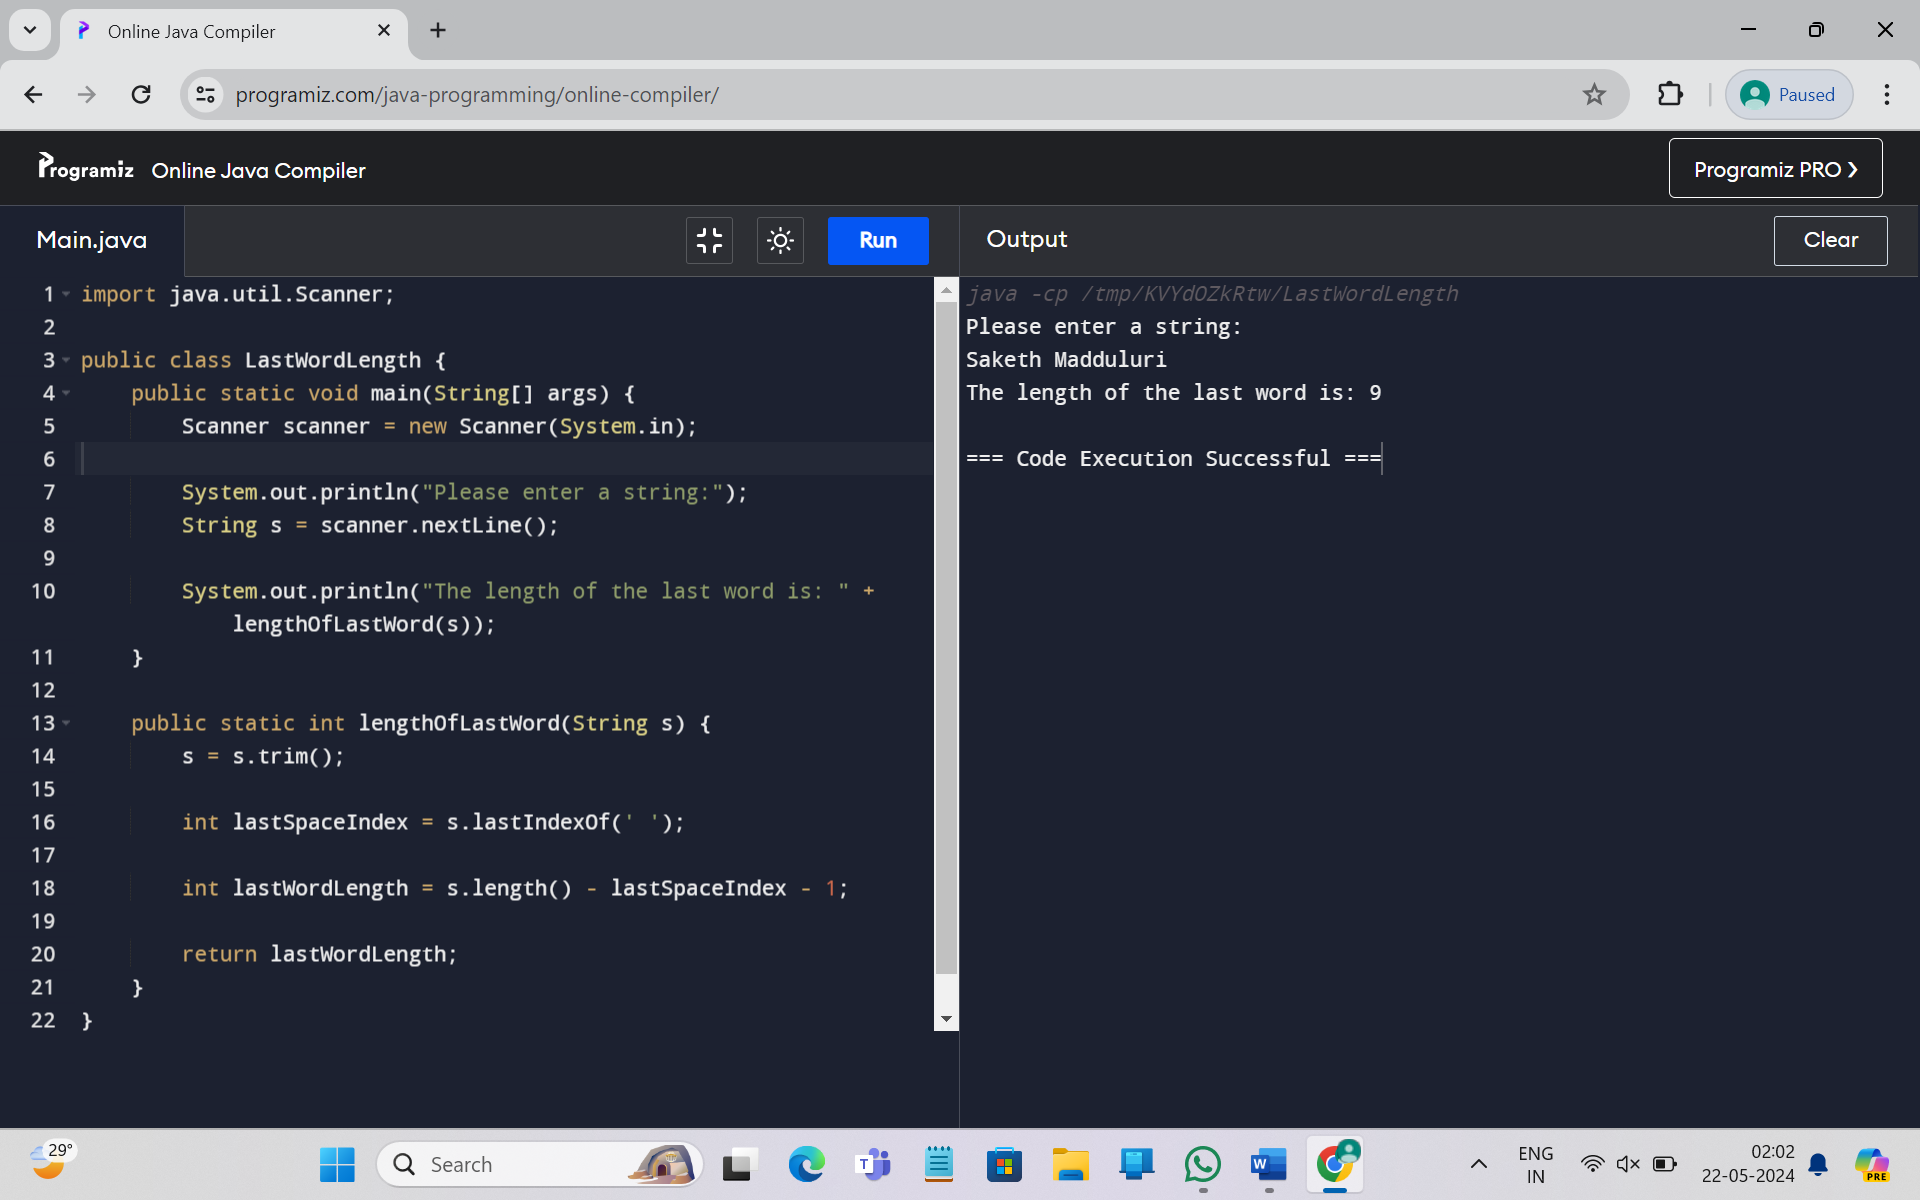 Online Java Compiler
programiz.com/java-programming/online-compiler/
Paused
Programiz Online Java Compiler
Programiz PRO ❯
Main.java
Run
Output
Clear
1 import java.util.Scanner;
2
3 public class LastWordLength {
4 public static void main(String[] args) {
5 Scanner scanner = new Scanner(System.in);
6
7 System.out.println("Please enter a string:");
8 String s = scanner.nextLine();
9
10 System.out.println("The length of the last word is: " +
lengthOfLastWord(s));
11 }
12
13 public static int lengthOfLastWord(String s) {
14 s = s.trim();
15
16 int lastSpaceIndex = s.lastIndexOf(' ');
17
18 int lastWordLength = s.length() - lastSpaceIndex - 1;
19
20 return lastWordLength;
21 }
22 }
java -cp /tmp/KVYdOZkRtw/LastWordLength
Please enter a string:
Saketh Madduluri
The length of the last word is: 9
=== Code Execution Successful ===
29°
Search
T
W
ENG
IN
02:02
22-05-2024
PRE